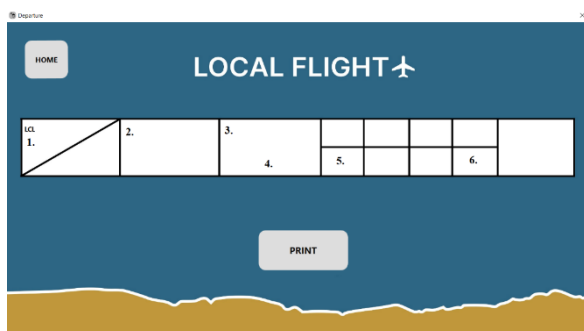 Departure
HOME
LOCAL FLIGHT
LCL
1.
2.
3.
4.
5.
6.
PRINT